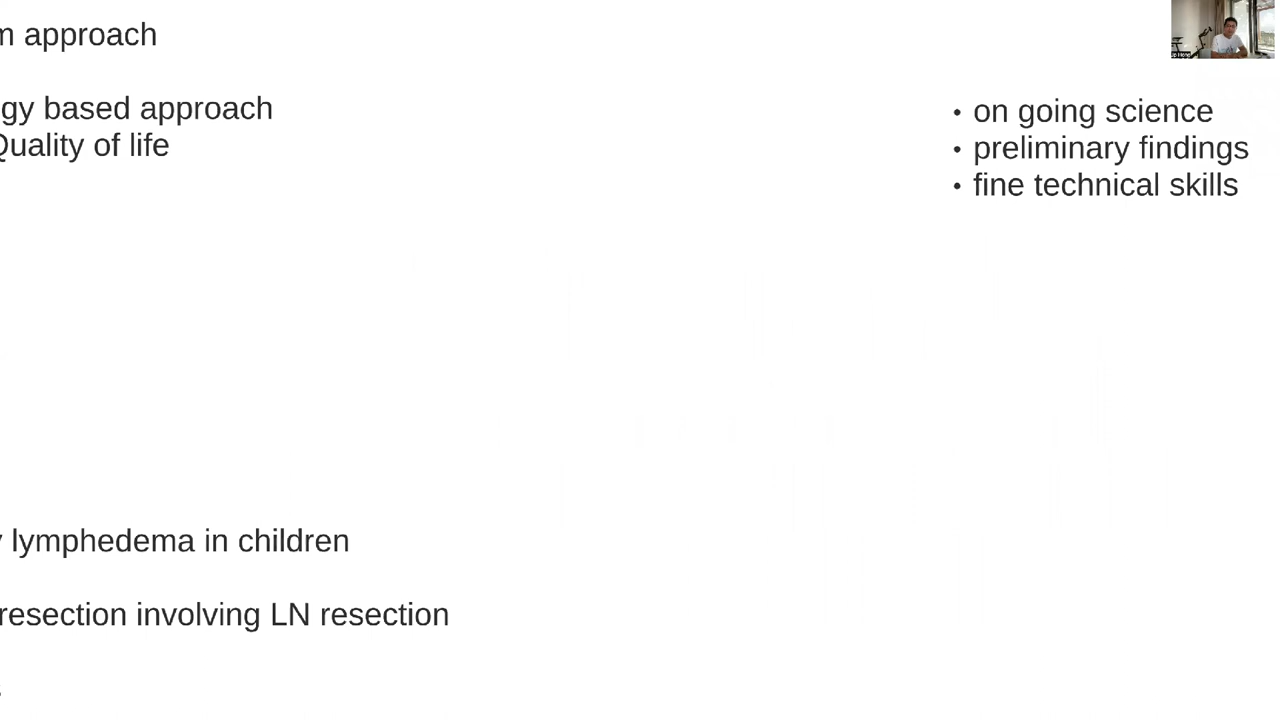 m approach
gy based approach
Quality of life
• on going science
• preliminary findings
• fine technical skills
lymphedema in children
resection involving LN resection